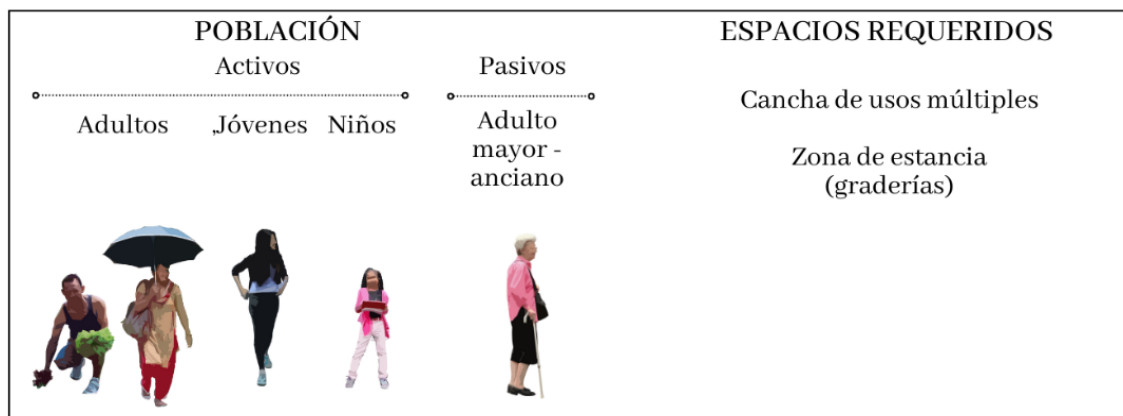 POBLACIÓN
Activos
Adultos
,Jóvenes
Niños
Pasivos
Adulto
mayor -
anciano
ESPACIOS REQUERIDOS
Cancha de usos múltiples
Zona de estancia
(graderías)